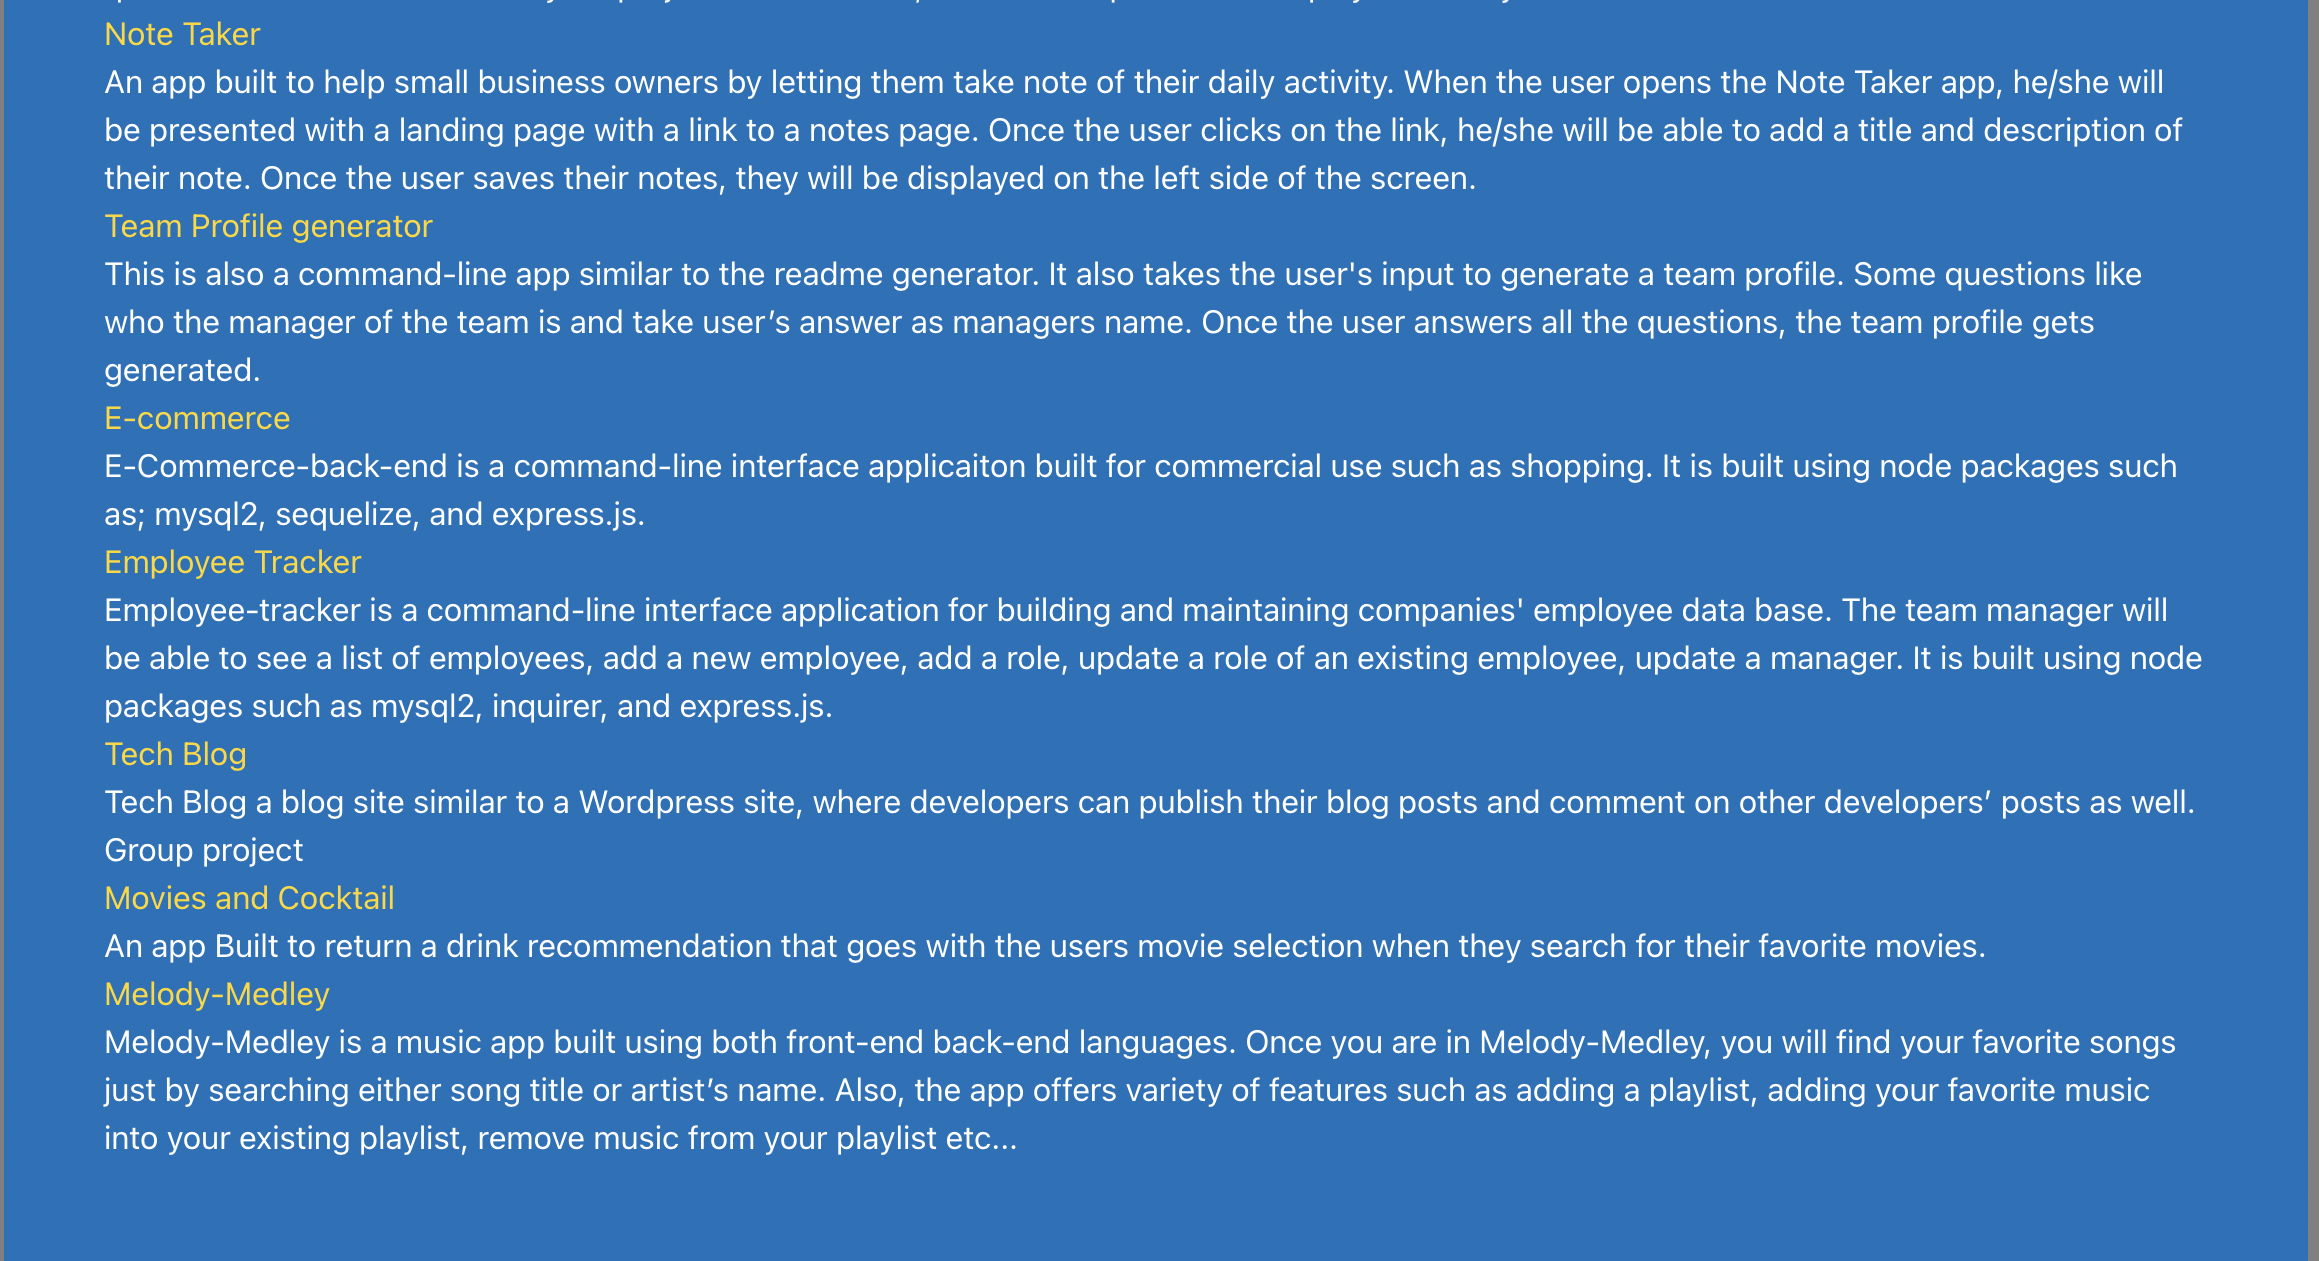 Note Taker
An app built to help small business owners by letting them take note of their daily activity. When the user opens the Note Taker app, he/she will
be presented with a landing page with a link to a notes page. Once the user clicks on the link, he/she will be able to add a title and description of
their note. Once the user saves their notes, they will be displayed on the left side of the screen.
Team Profile generator
This is also a command-line app similar to the readme generator. It also takes the user's input to generate a team profile. Some questions like
who the manager of the team is and take user’s answer as managers name. Once the user answers all the questions, the team profile gets
generated.
E-commerce
E-Commerce-back-end is a command-line interface applicaiton built for commercial use such as shopping. It is built using node packages such
as; mysql2, sequelize, and express.js.
Employee Tracker
Employee-tracker is a command-line interface application for building and maintaining companies' employee data base. The team manager will
be able to see a list of employees, add a new employee, add a role, update a role of an existing employee, update a manager. It is built using node
packages such as mysql2, inquirer, and express.js.
Tech Blog
Tech Blog a blog site similar to a Wordpress site, where developers can publish their blog posts and comment on other developers’ posts as well.
Group project
Movies and Cocktail
An app Built to return a drink recommendation that goes with the users movie selection when they search for their favorite movies.
Melody-Medley
Melody-Medley is a music app built using both front-end back-end languages. Once you are in Melody-Medley, you will find your favorite songs
just by searching either song title or artist’s name. Also, the app offers variety of features such as adding a playlist, adding your favorite music
into your existing playlist, remove music from your playlist etc...